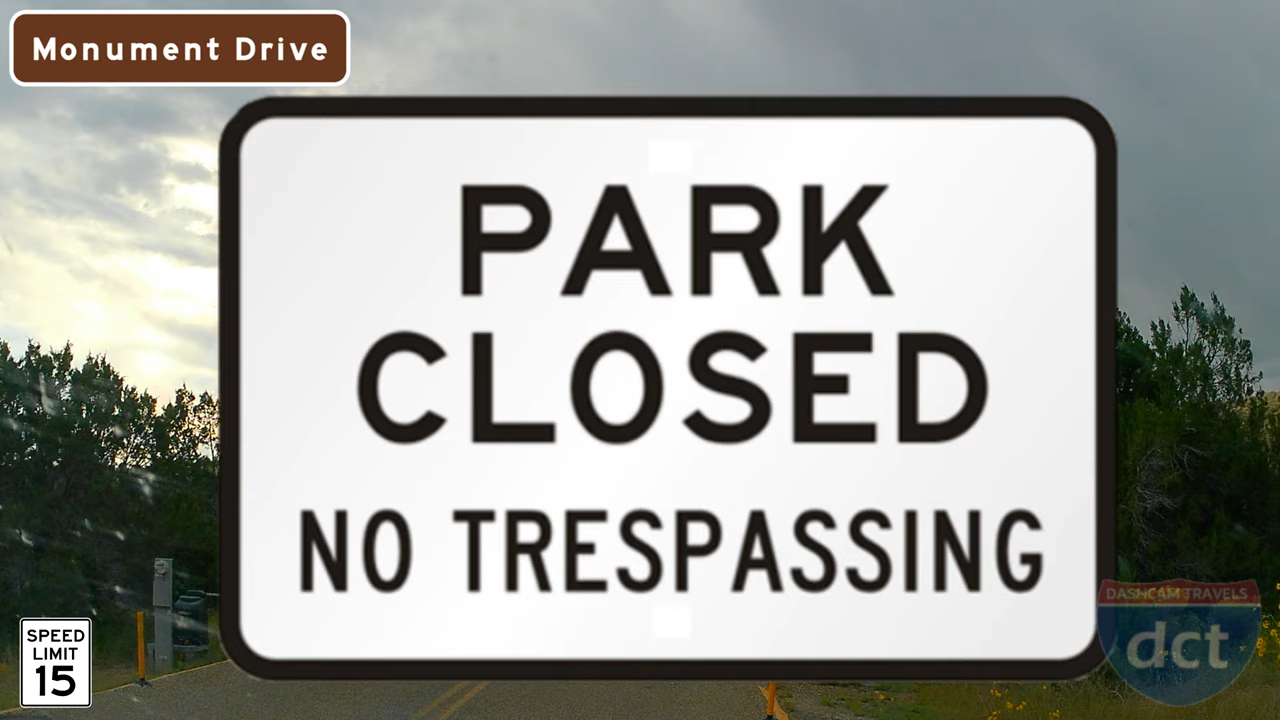 Monument Drive
PARK
CLOSED
NO TRESPASSING
SPEED
LIMIT
15
DASHCAM TRAVELS
dct